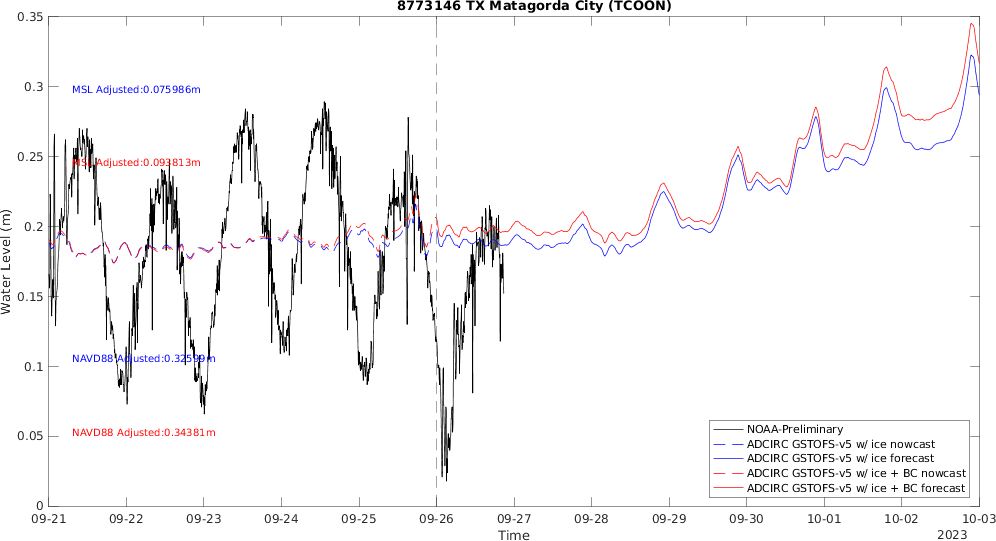 8773146 TX Matagorda City (TCOON)
0.35
0.3
0.25
0.2
0.15
0.1
0.05
0
Water Level (m)
MSL Adjusted:0.075986m
MSL Adjusted:0.093813m
NAVD88 Adjusted:0.32599m
NAVD88 Adjusted:0.34381m
NOAA-Preliminary
ADCIRC GSTOFS-v5 w/ ice nowcast
ADCIRC GSTOFS-v5 w/ ice forecast
ADCIRC GSTOFS-v5 w/ ice + BC nowcast
ADCIRC GSTOFS-v5 w/ ice + BC forecast
09-21 09-22 09-23 09-24 09-25 09-26 09-27 09-28 09-29 09-30 10-01 10-02 10-03
Time
2023